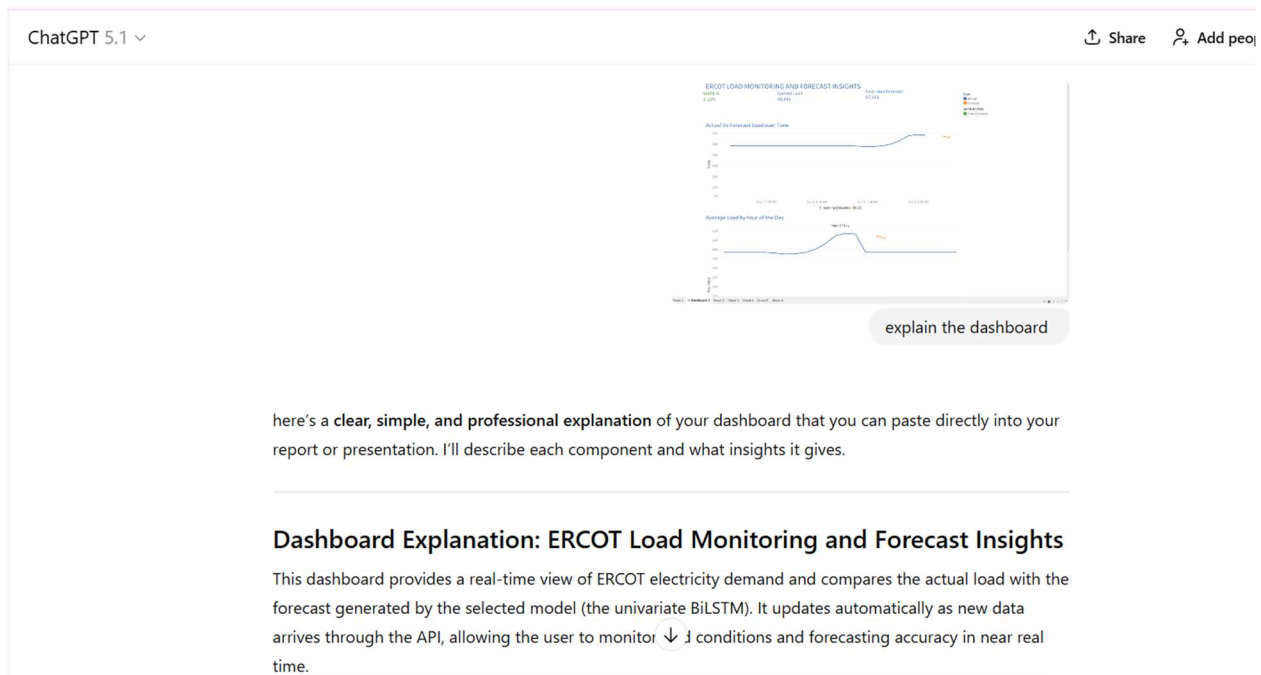 ChatGPT 5.1
Share
Add peop
ERCOT LOAD MONITORING AND FORECAST INSIGHTS
Current Load
Actual Vs Forecast Load over Time
Average Load by hour of the Day
explain the dashboard
here's a clear, simple, and professional explanation of your dashboard that you can paste directly into your
report or presentation. I'll describe each component and what insights it gives.
Dashboard Explanation: ERCOT Load Monitoring and Forecast Insights
This dashboard provides a real-time view of ERCOT electricity demand and compares the actual load with the
forecast generated by the selected model (the univariate BiLSTM). It updates automatically as new data
arrives through the API, allowing the user to monitor d conditions and forecasting accuracy in near real
time.